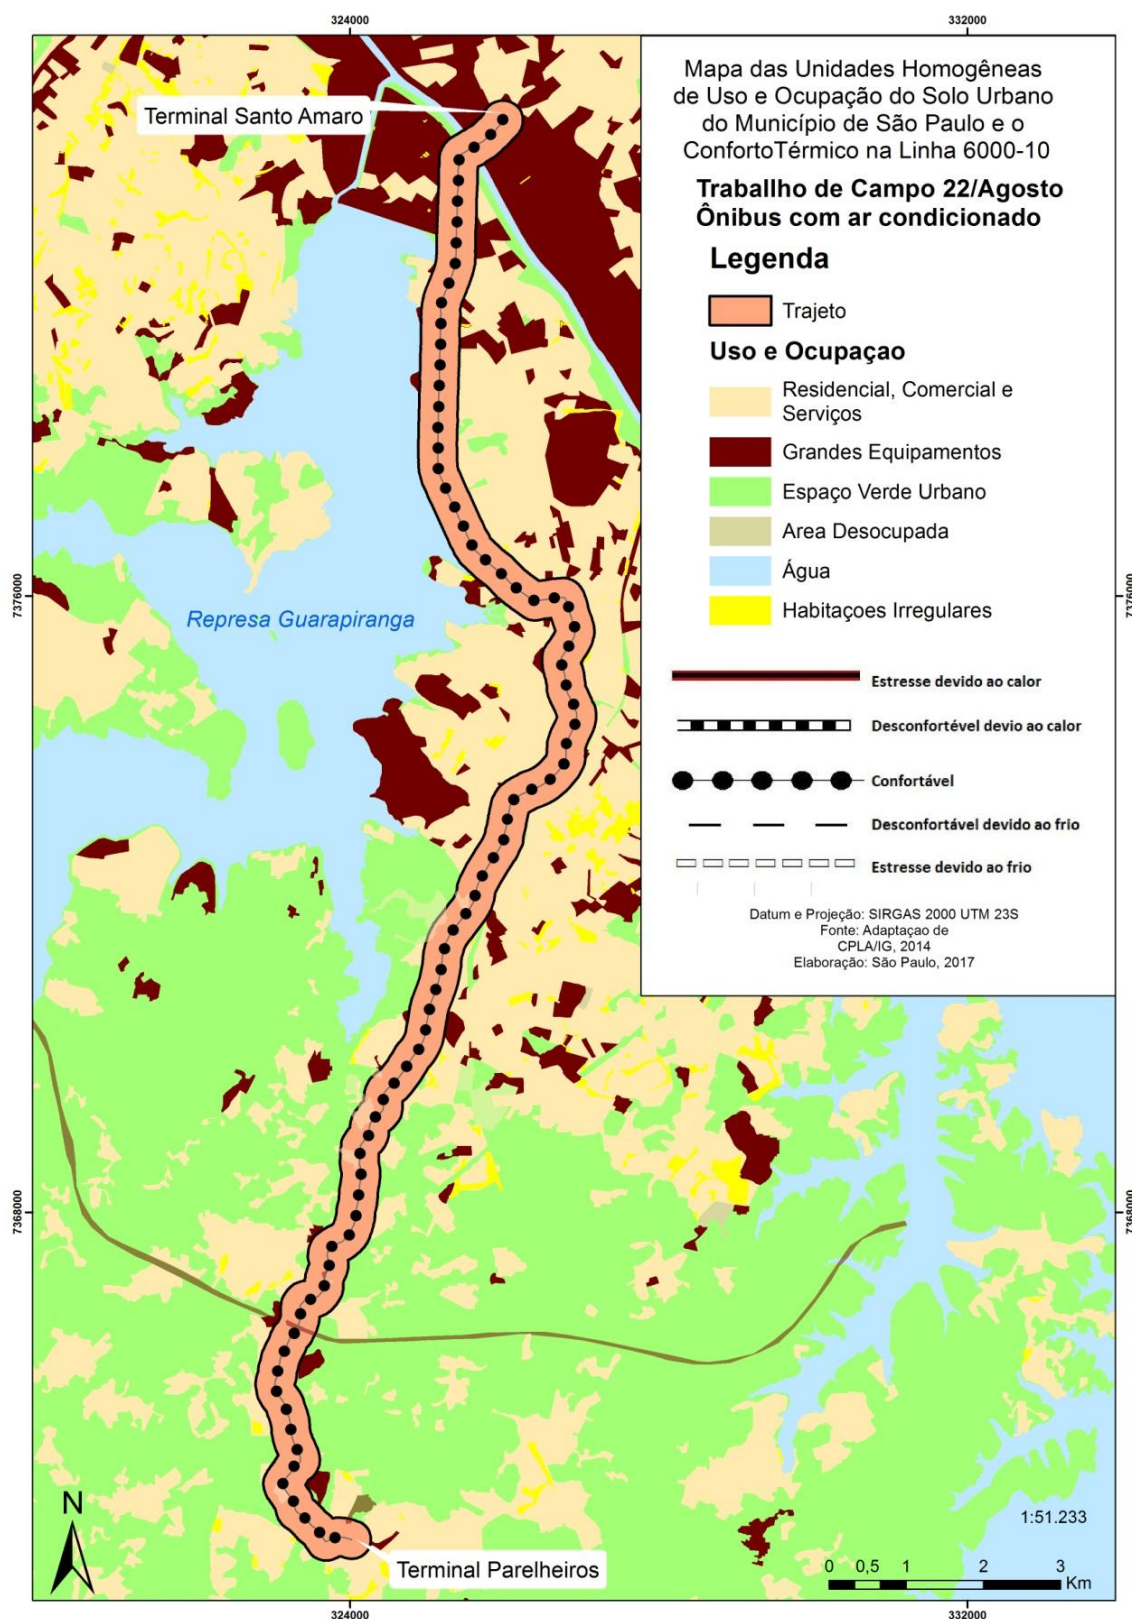 324000
332000
Mapa das Unidades Homogêneas
de Uso e Ocupação do Solo Urbano
do Município de São Paulo e o
ConfortoTérmico na Linha 6000-10
Traballho de Campo 22/Agosto
Ônibus com ar condicionado
Legenda
Trajeto
Uso e Ocupaçao
Residencial, Comercial e
Serviços
Grandes Equipamentos
Espaço Verde Urbano
Area Desocupada
Água
Habitaçoes Irregulares
Estresse devido ao calor
Desconfortével devio ao calor
Confortável
Desconfortável devido ao frio
Estresse devido ao frio
Datum e Projeção: SIRGAS 2000 UTM 23S
Fonte: Adaptaçao de
CPLA/IG, 2014
Elaboração: São Paulo, 2017
Terminal Santo Amaro
7376000
7376000
Represa Guarapiranga
7368000
7368000
N
Terminal Parelheiros
1:51.233
0 0,5 1 2 3
Km
324000
332000